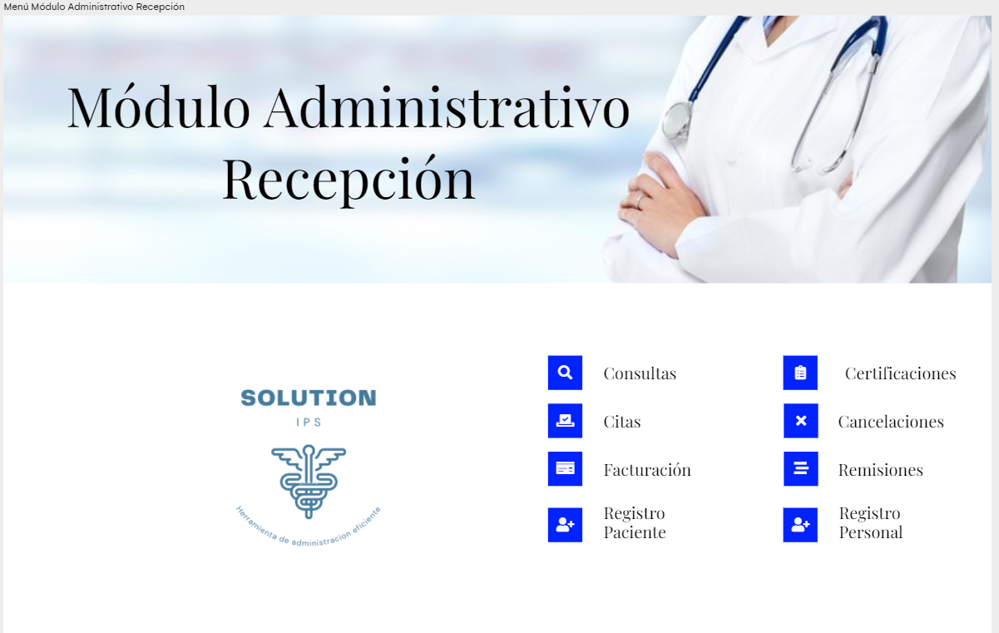 Menú Módulo Administrativo Recepción
Módulo Administrativo
Recepción
SOLUTION
IPS
Herramienta de administracion eficiente
Consultas
Citas
Facturación
Registro
Paciente
Certificaciones
Cancelaciones
Remisiones
Registro
Personal